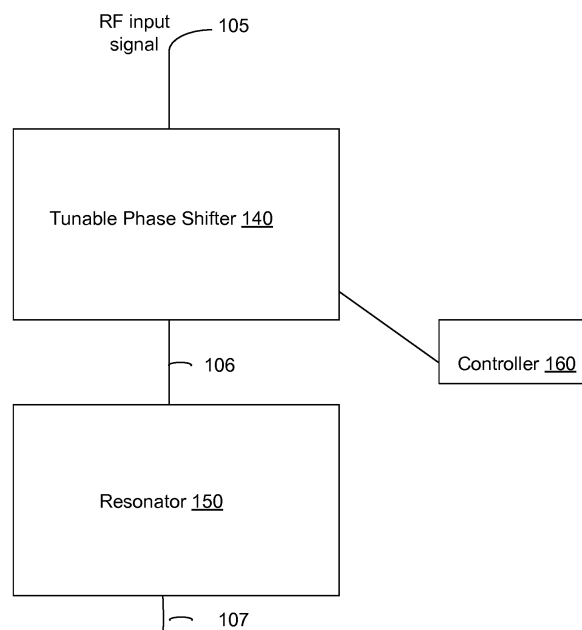 RF input
signal
105
Tunable Phase Shifter 140
106
Controller 160
Resonator 150
107